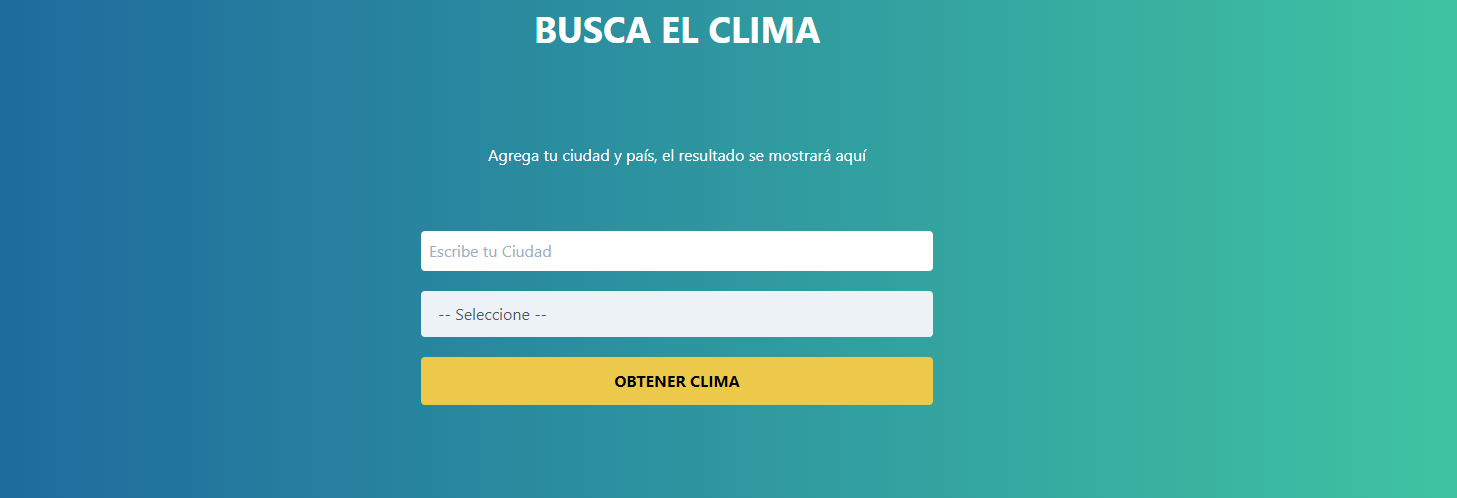 BUSCA EL CLIMA
Agrega tu ciudad y país, el resultado se mostrará aquí
Escribe tu Ciudad
-- Seleccione --
OBTENER CLIMA